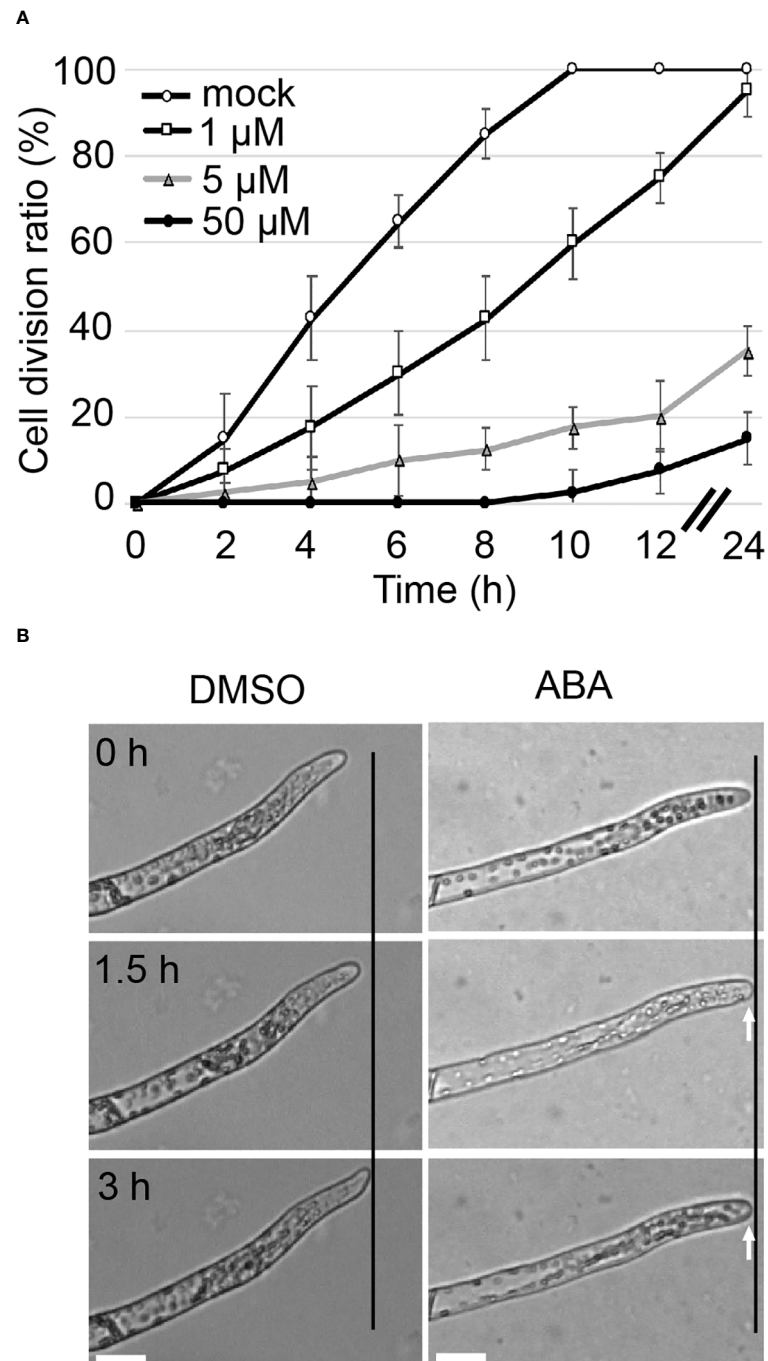 A
Cell division ratio (%)
100
80
60
40
20
0
mock
1 µM
5 µM
50 µM
0 2 4 6 8 10 12 24
Time (h)
B
DMSO ABA
0 h
1.5 h
3 h